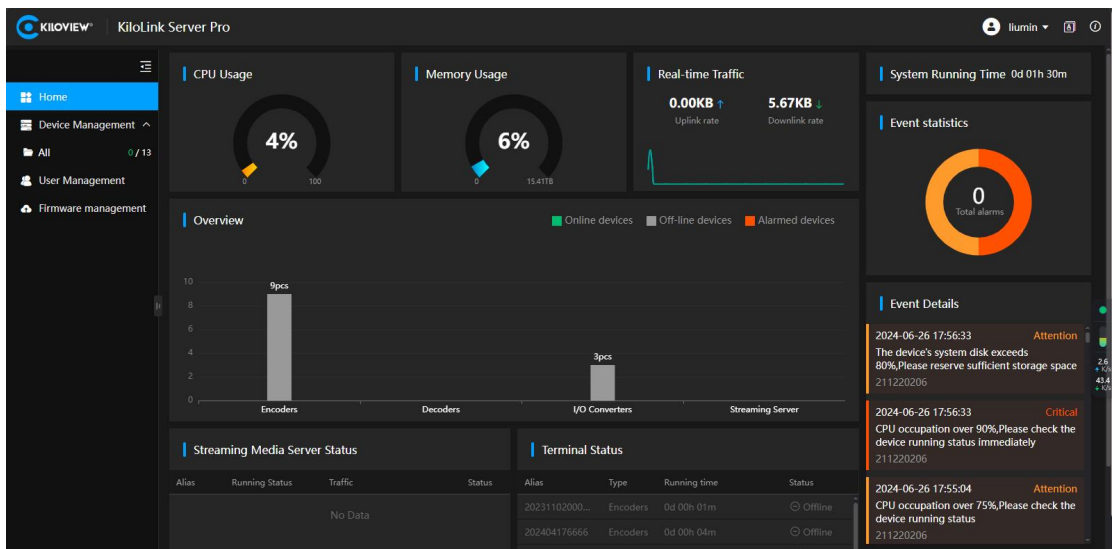 KILOVIEW® KiloLink Server Pro
liumin
Home
Device Management
All 0 / 13
User Management
Firmware management
CPU Usage
4%
0 100
Memory Usage
6%
0 15.41TB
Real-time Traffic
0.00KB ↑ 5.67KB ↓
Uplink rate Downlink rate
System Running Time 0d 01h 30m
Event statistics
0
Total alarms
Overview
Online devices Off-line devices Alarmed devices
10
8
6
4
2
0
9pcs
3pcs
Encoders Decoders I/O Converters Streaming Server
Event Details
2024-06-26 17:56:33 Attention
The device's system disk exceeds
80%,Please reserve sufficient storage space
211220206
2024-06-26 17:56:33 Critical
CPU occupation over 90%,Please check the
device running status immediately
211220206
2024-06-26 17:55:04 Attention
CPU occupation over 75%,Please check the
device running status
211220206
Streaming Media Server Status
Alias Running Status Traffic Status
No Data
Terminal Status
Alias Type Running time Status
20231102000... Encoders 0d 00h 01m Offline
202404176666 Encoders 0d 00h 04m Offline
2.6
↑ K/s
43.4
K/s